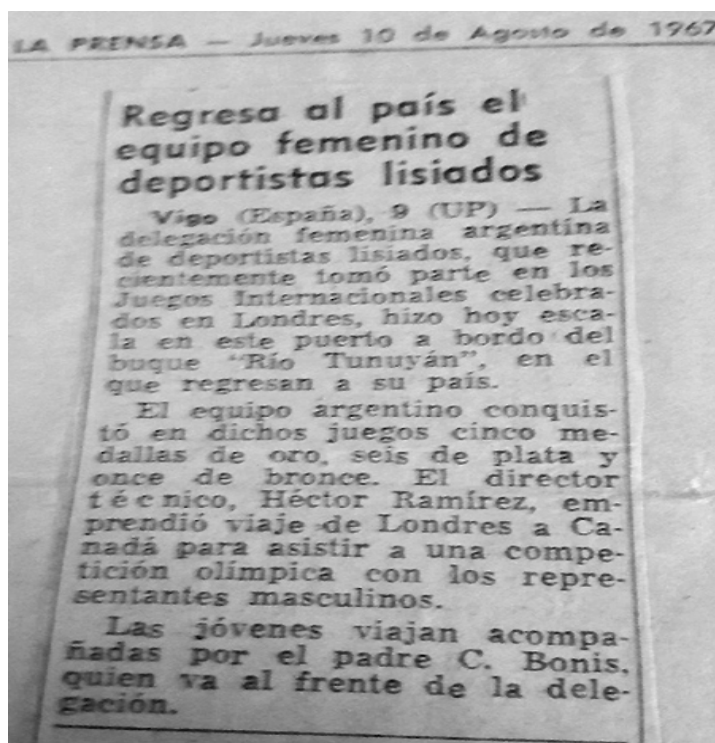 LA PRENSA — Jueves 10 de Agosto de 1967
Regresa al país el
equipo femenino de
deportistas lisiados
Vigo (España), 9 (UP) — La
delegación femenina argentina
de deportistas lisiados, que re-
cientemente tomó parte en los
Juegos Internacionales celebra-
dos en Londres, hizo hoy esca-
la en este puerto a bordo del
buque "Río Tunuyán", en el
que regresan a su país.
El equipo argentino conquis-
tó en dichos juegos cinco me-
dallas de oro, seis de plata y
once de bronce. El director
técnico, Héctor Ramírez, em-
prendió viaje de Londres a Ca-
nadá para asistir a una compe-
tición olímpica con los repre-
sentantes masculinos.
Las jóvenes viajan acompa-
ñadas por el padre C. Bonis,
quien va al frente de la dele-
gación.